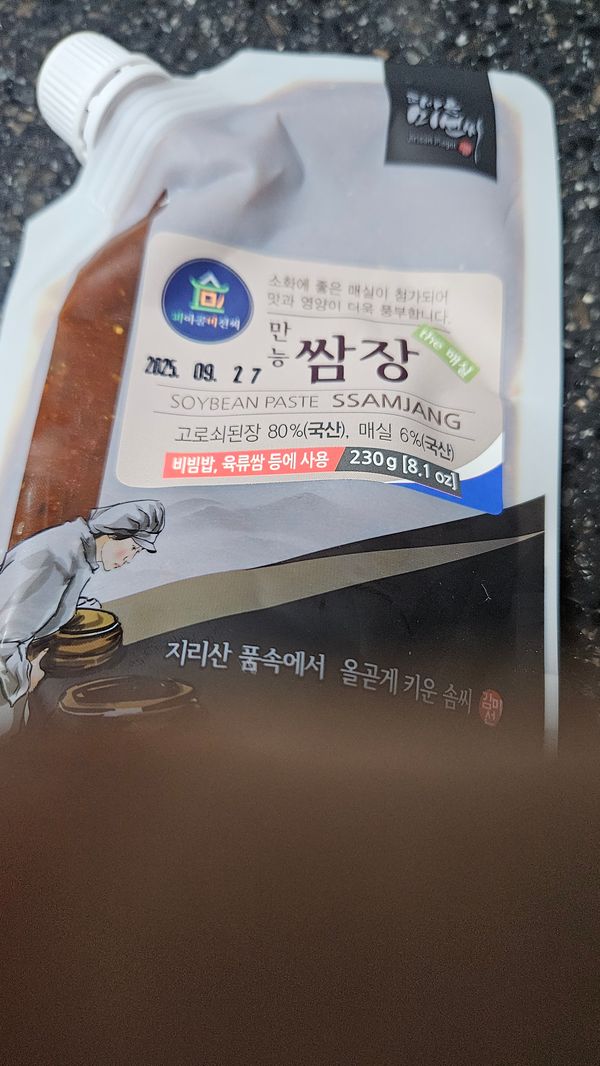 Jirisan
소화에 좋은 매실이 첨가되어
맛과 영양이 더욱 풍부합니다.
만능 쌈장
the 매실
2025. 09. 27
SOYBEAN PASTE SSAMJANG
고로쇠된장 80%(국산), 매실 6%(국산)
비빔밥, 육류쌈 등에 사용 230g [8.1 oz]
지리산 품속에서 올곧게 키운 솜씨